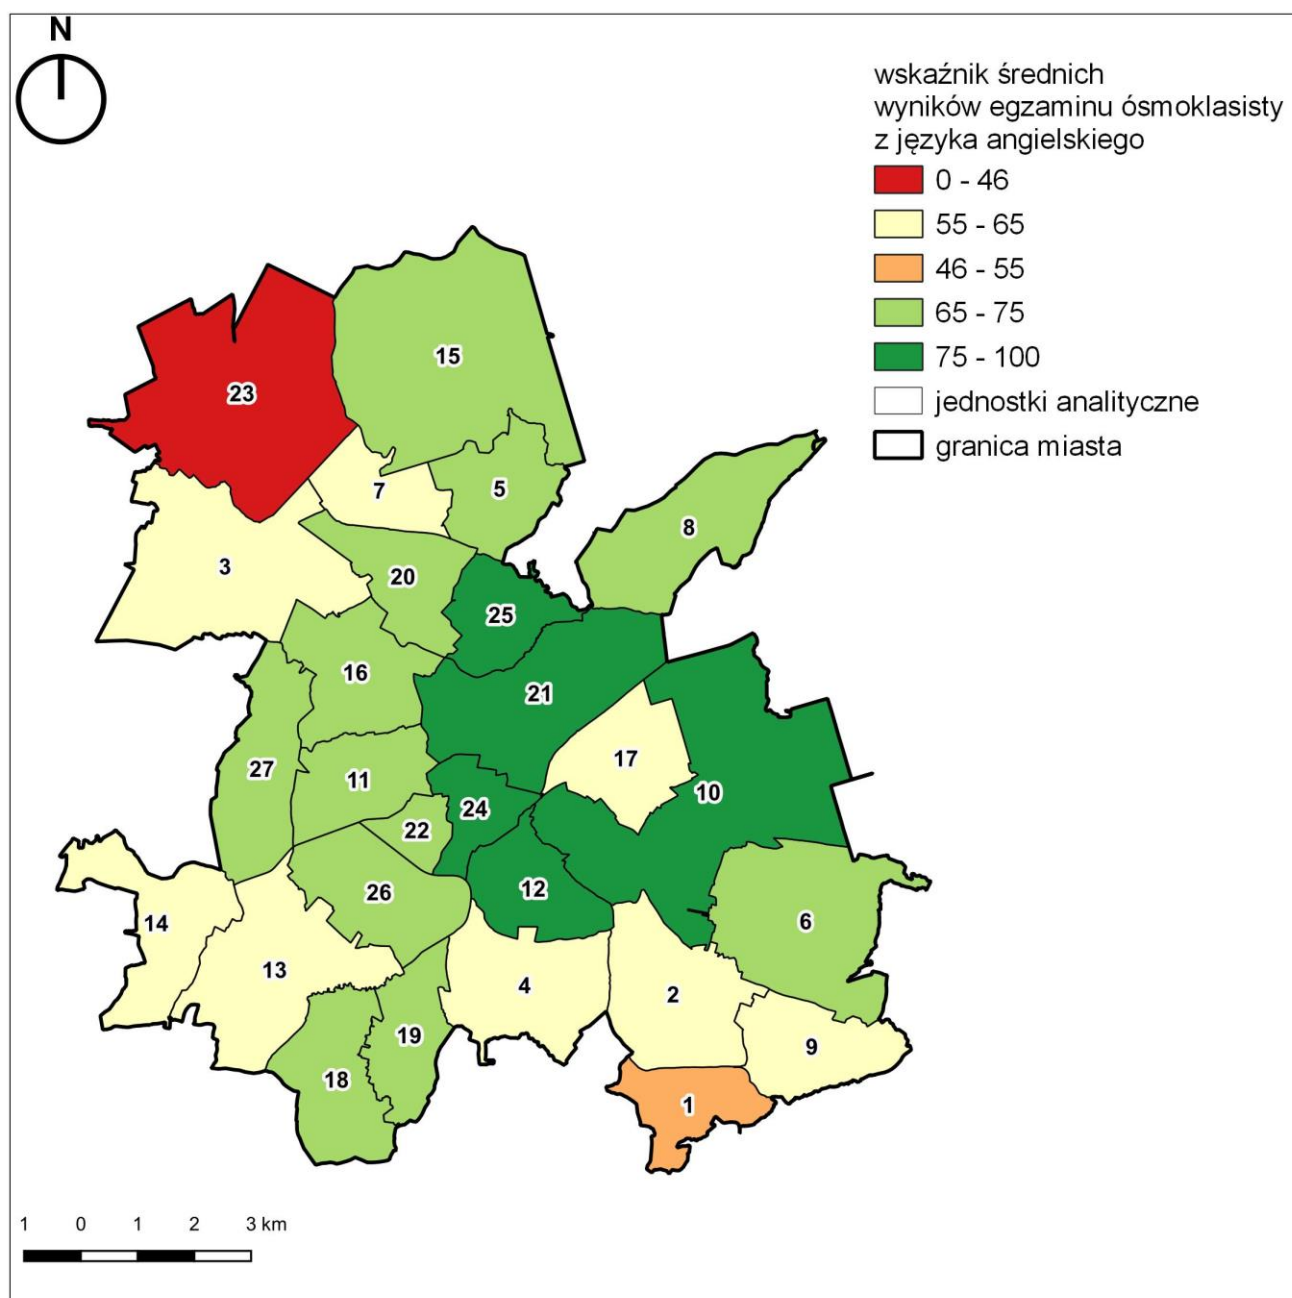 N
wskaźnik średnich
wyników egzaminu ósmoklasisty
z języka angielskiego
0 - 46
55 - 65
46 - 55
65 - 75
75 - 100
jednostki analityczne
granica miasta
15
23
7
5
8
3
20
25
16
21
17
27
11
10
24
22
12
26
14
6
13
4
2
19
9
18
1
1 0 1 2 3 km